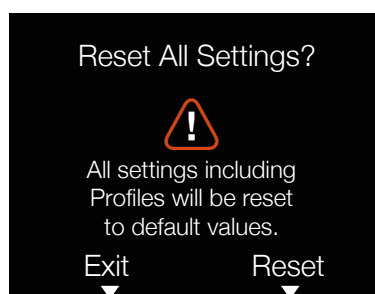 Reset All Settings?
!
All settings including
Profiles will be reset
to default values.
Exit Reset